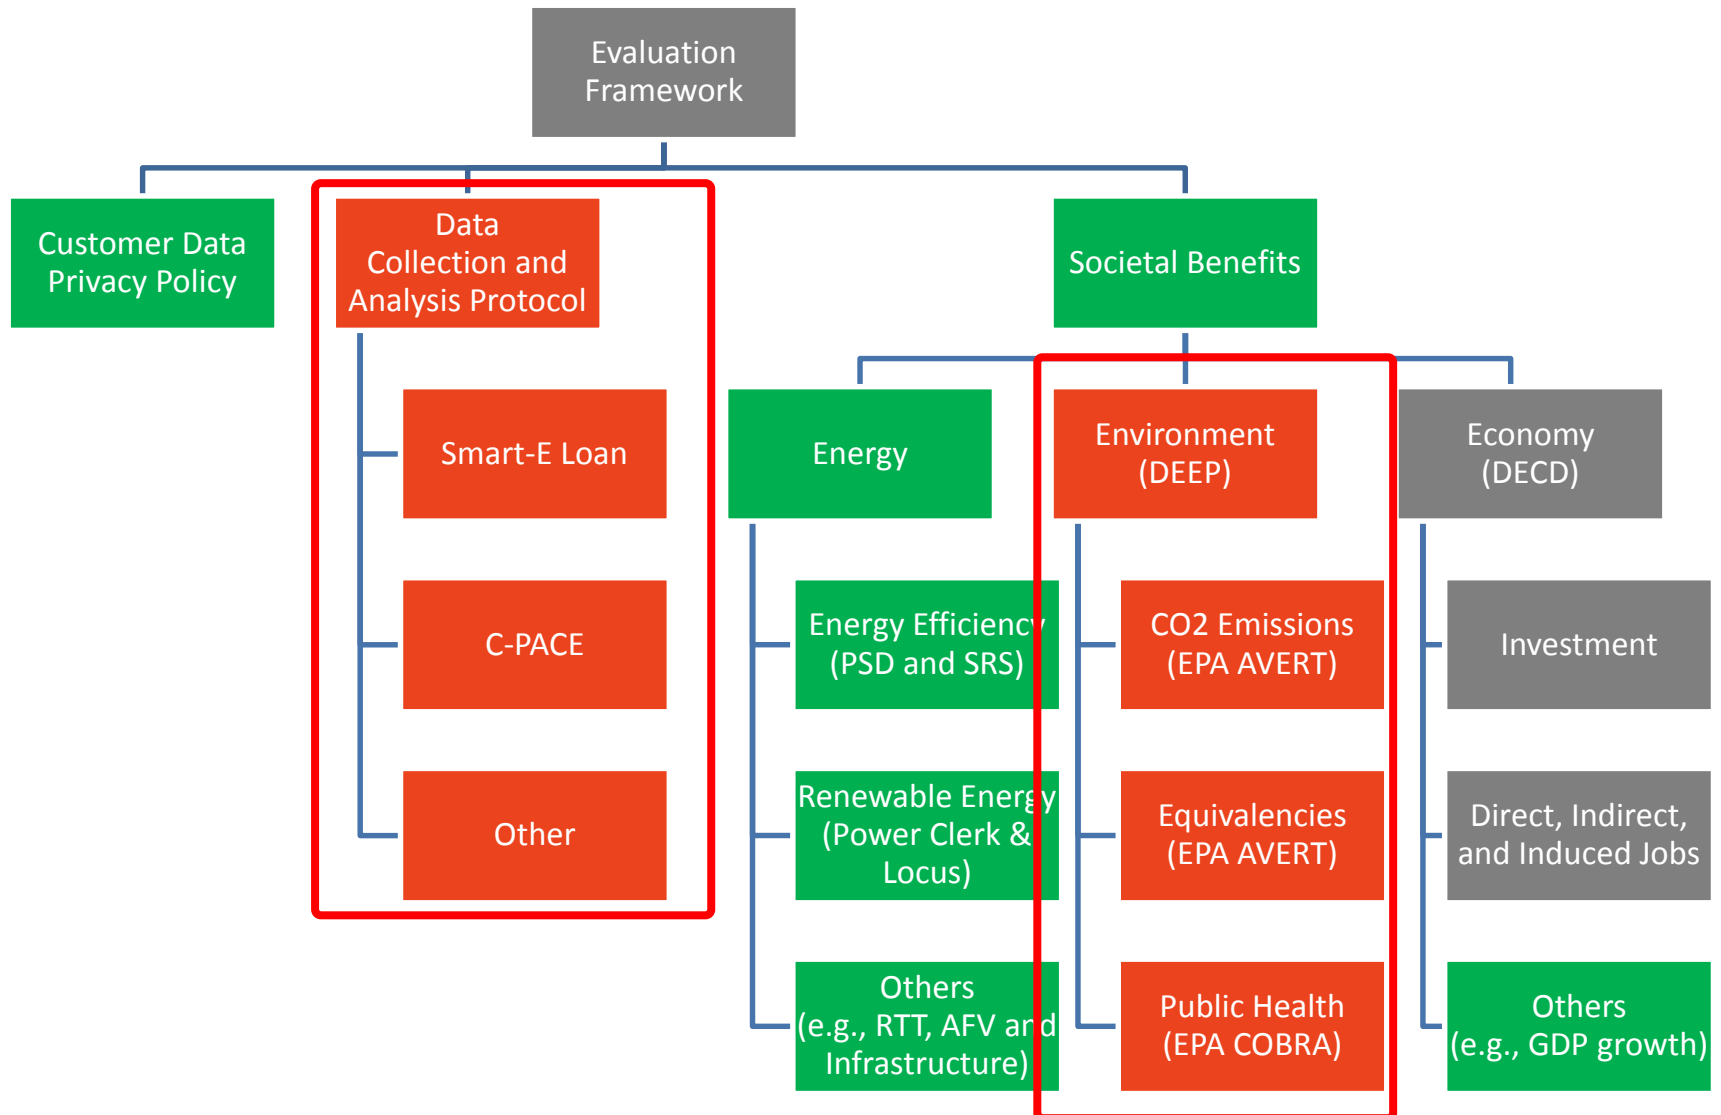 Evaluation
Framework
Customer Data
Privacy Policy
Data
Collection and
Analysis Protocol
Societal Benefits
Smart-E Loan
C-PACE
Other
Energy
Energy Efficiency
(PSD and SRS)
Renewable Energy
(Power Clerk &
Locus)
Others
(e.g., RTT, AFV and
Infrastructure)
Environment
(DEEP)
CO2 Emissions
(EPA AVERT)
Equivalencies
(EPA AVERT)
Public Health
(EPA COBRA)
Economy
(DECD)
Investment
Direct, Indirect,
and Induced Jobs
Others
(e.g., GDP growth)